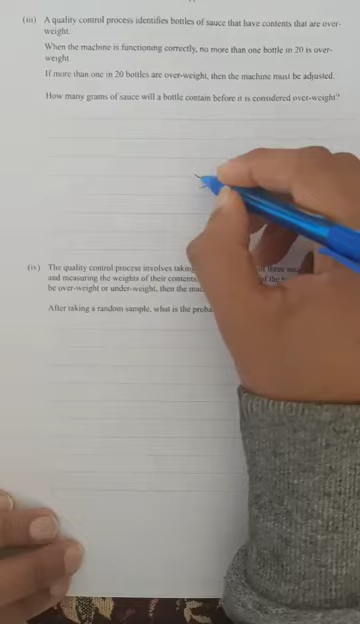 (iii) A quality control process identifies bottles of sauce that have contents that are over-
weight.
When the machine is functioning correctly, no more than one bottle in 20 is over-
weight.
If more than one in 20 bottles are over-weight, then the machine must be adjusted.
How many grams of sauce will a bottle contain before it is considered over-weight?
(iv) The quality control process involves taking of three
and measuring the weights of their contents of the
be over-weight or under-weight, then the
After taking a random sample, what is the